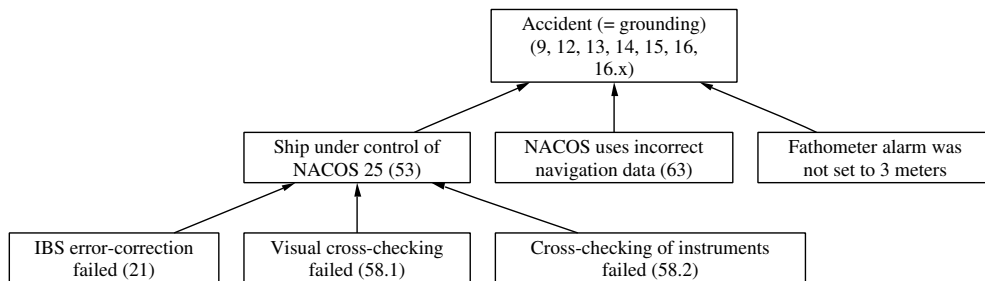 Accident (= grounding)
(9, 12, 13, 14, 15, 16,
16.x)
Ship under control of
NACOS 25 (53)
NACOS uses incorrect
navigation data (63)
Fathometer alarm was
not set to 3 meters
IBS error-correction
failed (21)
Visual cross-checking
failed (58.1)
Cross-checking of instruments
failed (58.2)